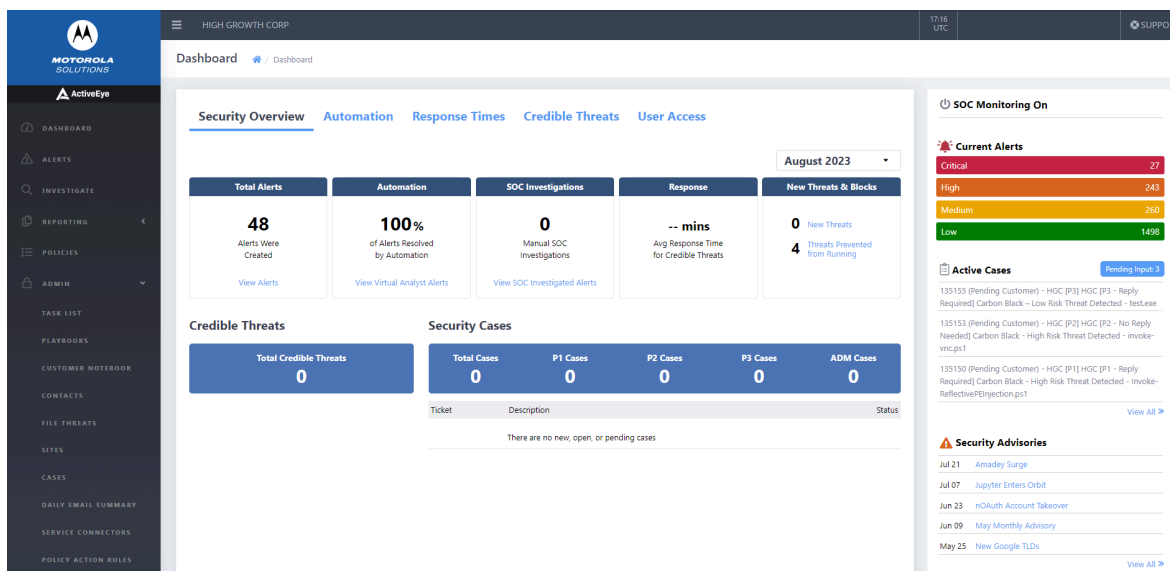 MOTOROLA
SOLUTIONS
ActiveEye
DASHBOARD
ALERTS
INVESTIGATE
REPORTING
POLICIES
ADMIN
TASK LIST
PLAYBOOKS
CUSTOMER NOTEBOOK
CONTACTS
FILE THREATS
SITES
CASES
DAILY EMAIL SUMMARY
SERVICE CONNECTORS
POLICY ACTION RULES
HIGH GROWTH CORP
17:16
UTC
SUPPO
Dashboard / Dashboard
Security Overview Automation Response Times Credible Threats User Access
August 2023
Total Alerts
48
Alerts Were
Created
View Alerts
Automation
100%
of Alerts Resolved
by Automation
View Virtual Analyst Alerts
SOC Investigations
0
Manual SOC
Investigations
View SOC Investigated Alerts
Response
-- mins
Avg Response Time
for Credible Threats
New Threats & Blocks
0 New Threats
4 Threats Prevented
from Running
Credible Threats
Total Credible Threats
0
Security Cases
Total Cases P1 Cases P2 Cases P3 Cases ADM Cases
0 0 0 0 0
Ticket Description Status
There are no new, open, or pending cases
SOC Monitoring On
Current Alerts
Critical 27
High 243
Medium 260
Low 1498
Active Cases Pending Input: 3
135155 (Pending Customer) - HGC [P3] HGC [P3 - Reply
Required] Carbon Black – Low Risk Threat Detected - test.exe
135153 (Pending Customer) - HGC [P2] HGC [P2 - No Reply
Needed] Carbon Black - High Risk Threat Detected - invoke-
vnc.ps1
135150 (Pending Customer) - HGC [P1] HGC [P1 - Reply
Required] Carbon Black - High Risk Threat Detected - Invoke-
ReflectivePEInjection.ps1
View All »
Security Advisories
Jul 21 Amadey Surge
Jul 07 Jupyter Enters Orbit
Jun 23 nOAuth Account Takeover
Jun 09 May Monthly Advisory
May 25 New Google TLDs
View All »